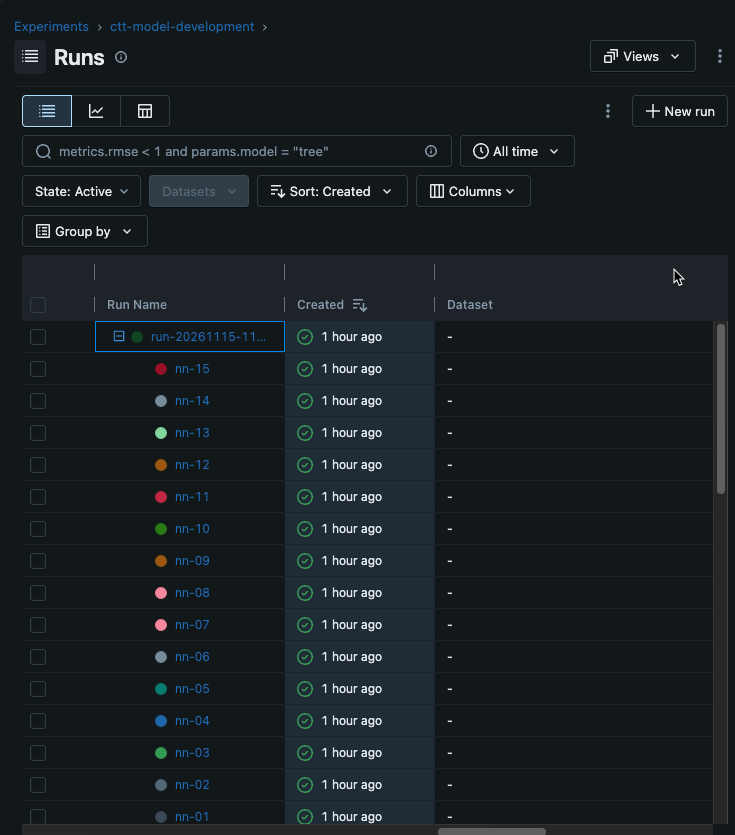 Experiments › ctt-model-development ›
Runs
Views
New run
metrics.rmse < 1 and params.model = "tree"
All time
State: Active
Datasets
Sort: Created
Columns
Group by
Run Name Created Dataset
run-20261115-11... 1 hour ago -
nn-15 1 hour ago -
nn-14 1 hour ago -
nn-13 1 hour ago -
nn-12 1 hour ago -
nn-11 1 hour ago -
nn-10 1 hour ago -
nn-09 1 hour ago -
nn-08 1 hour ago -
nn-07 1 hour ago -
nn-06 1 hour ago -
nn-05 1 hour ago -
nn-04 1 hour ago -
nn-03 1 hour ago -
nn-02 1 hour ago -
nn-01 1 hour ago -